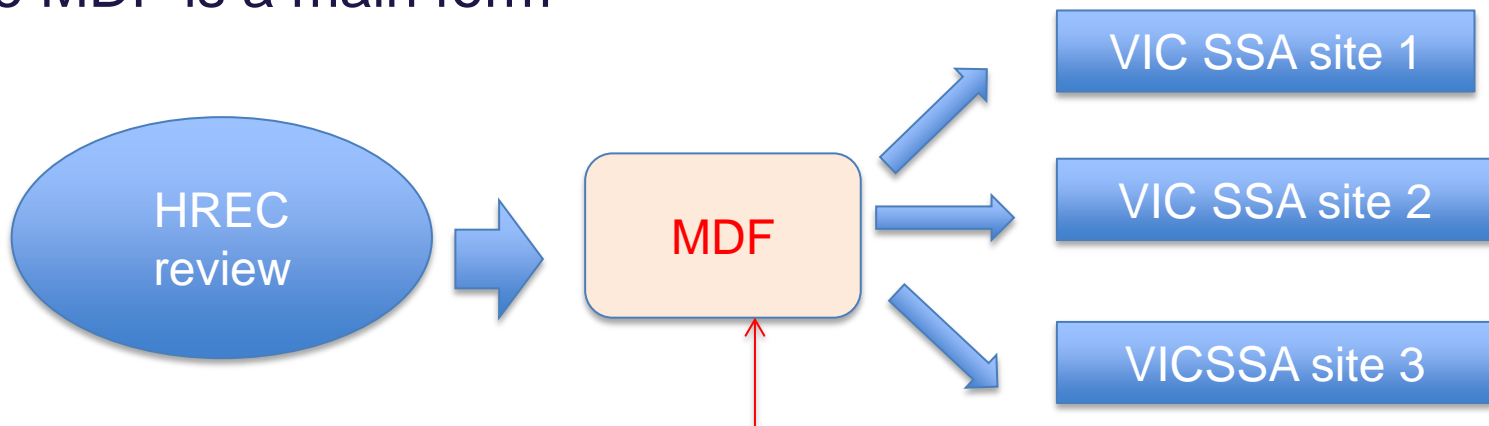 MDF is a main form
HREC
review
MDF
VIC SSA site 1
VIC SSA site 2
VICSSA site 3